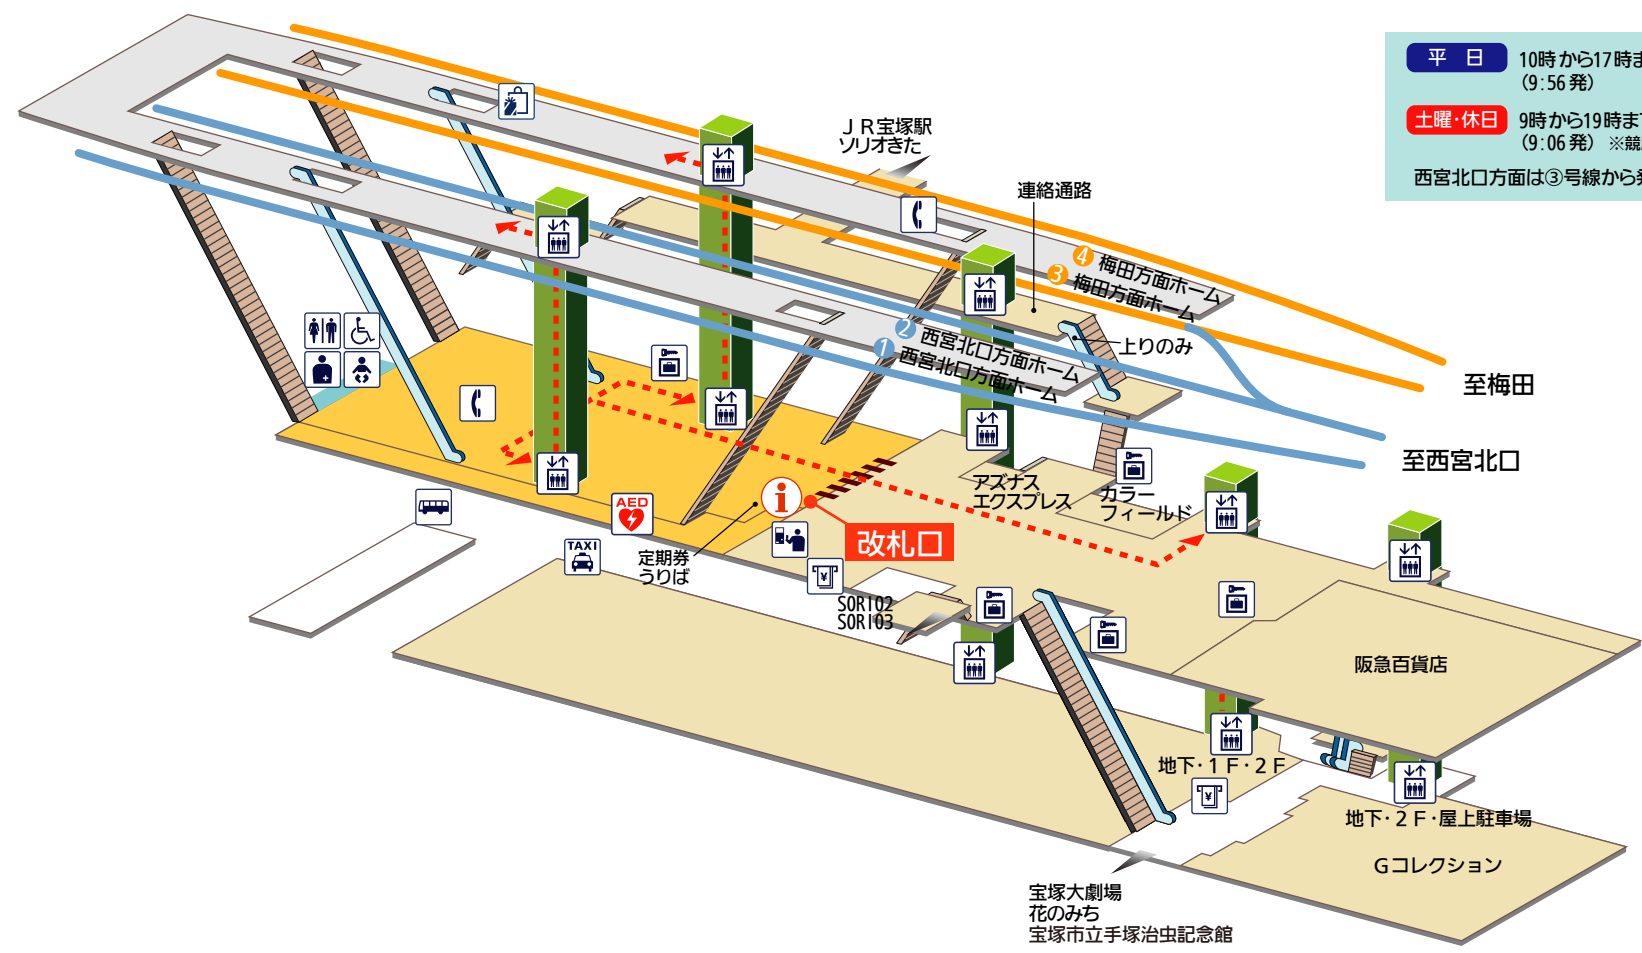 平 日
10時から17時ま
(9:56発)
土曜・休日
9時から19時まで
(9:06発) ※競
西宮北口方面は③号線から発
ＪＲ宝塚駅
ソリオきた
連絡通路
4 梅田方面ホーム
3 梅田方面ホーム
2 西宮北口方面ホーム
1 西宮北口方面ホーム
上りのみ
至梅田
至西宮北口
アズナス
エクスプレス
カラー
フィールド
AED
i
改札口
定期券
うりば
TAXI
¥
SORIO2
SORIO3
阪急百貨店
地下・１Ｆ・２Ｆ
¥
地下・２Ｆ・屋上駐車場
Gコレクション
宝塚大劇場
花のみち
宝塚市立手塚治虫記念館